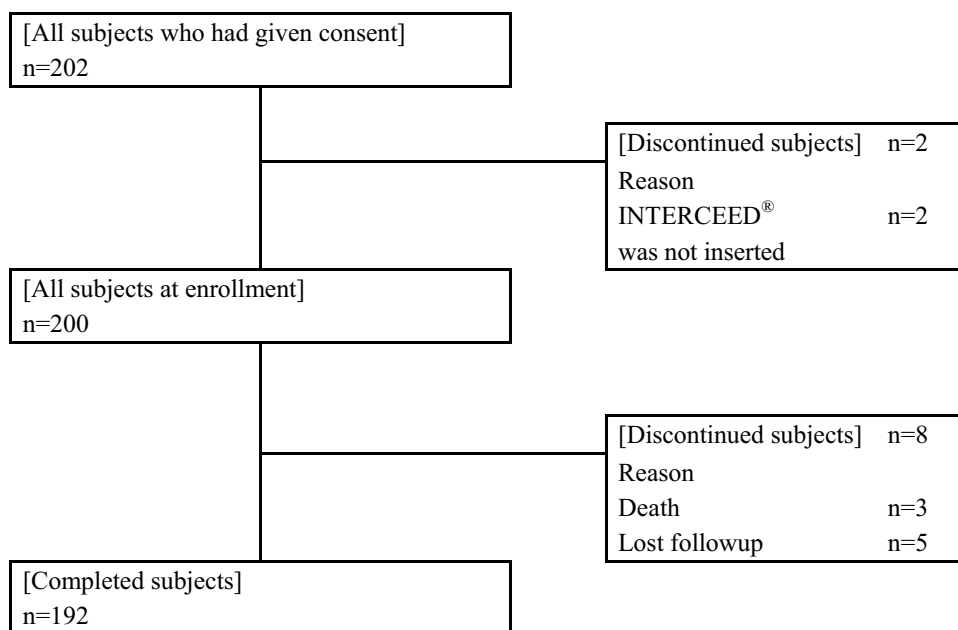 [All subjects who had given consent]
n=202
[Discontinued subjects] n=2
Reason
INTERCEED® n=2
was not inserted
[All subjects at enrollment]
n=200
[Discontinued subjects] n=8
Reason
Death n=3
Lost followup n=5
[Completed subjects]
n=192